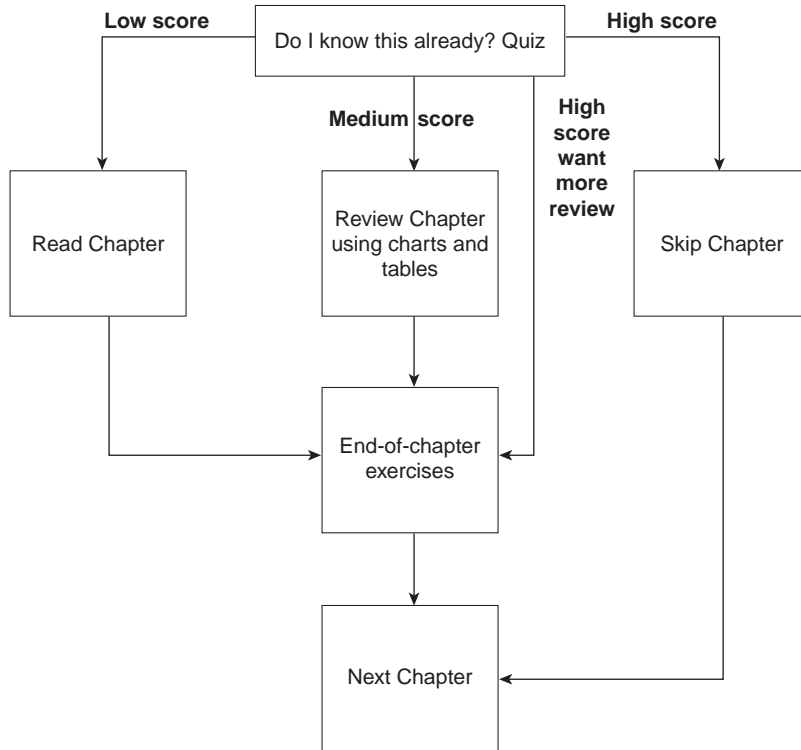 Low score
Do I know this already? Quiz
High score
Medium score
High
score
want
more
review
Read Chapter
Review Chapter
using charts and
tables
Skip Chapter
End-of-chapter
exercises
Next Chapter